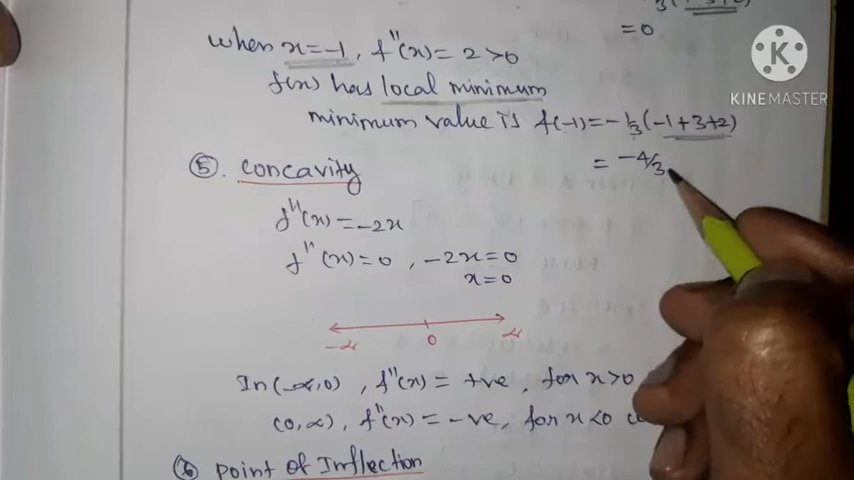 = 0
when x=-1, f''(x) = 2 >0
f(x) has local minimum
minimum value is f(-1) = -1/3 (-1+3+2)
= -4/3
⑤. concavity
f''(x) = -2x
f''(x) = 0 , -2x = 0
x = 0
-∞ 0 ∞
In (-∞,0) , f''(x) = +ve , for x>0
(0,∞), f''(x) = -ve, for x<0
⑥ point of Inflection
KINEMASTER